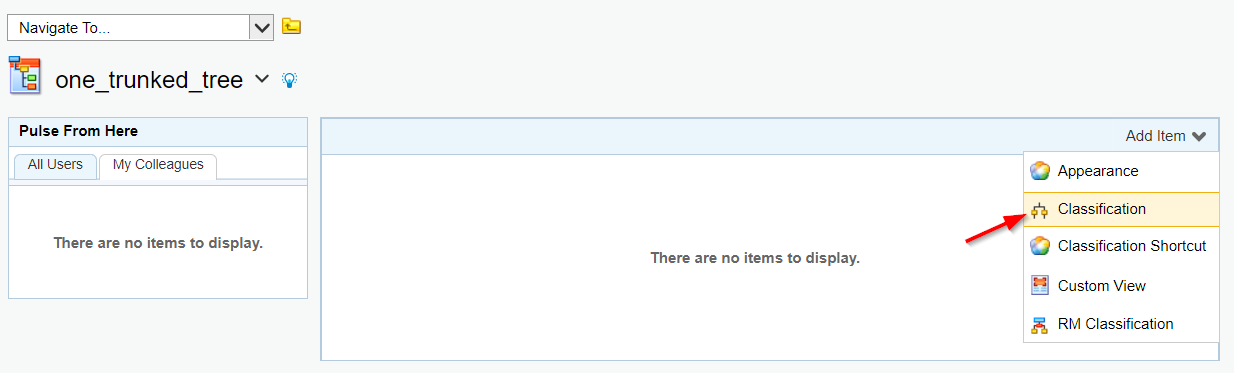 Navigate To...
one_trunked_tree
Pulse From Here
All Users
My Colleagues
There are no items to display.
Add Item
There are no items to display.
Appearance
Classification
Classification Shortcut
Custom View
RM Classification